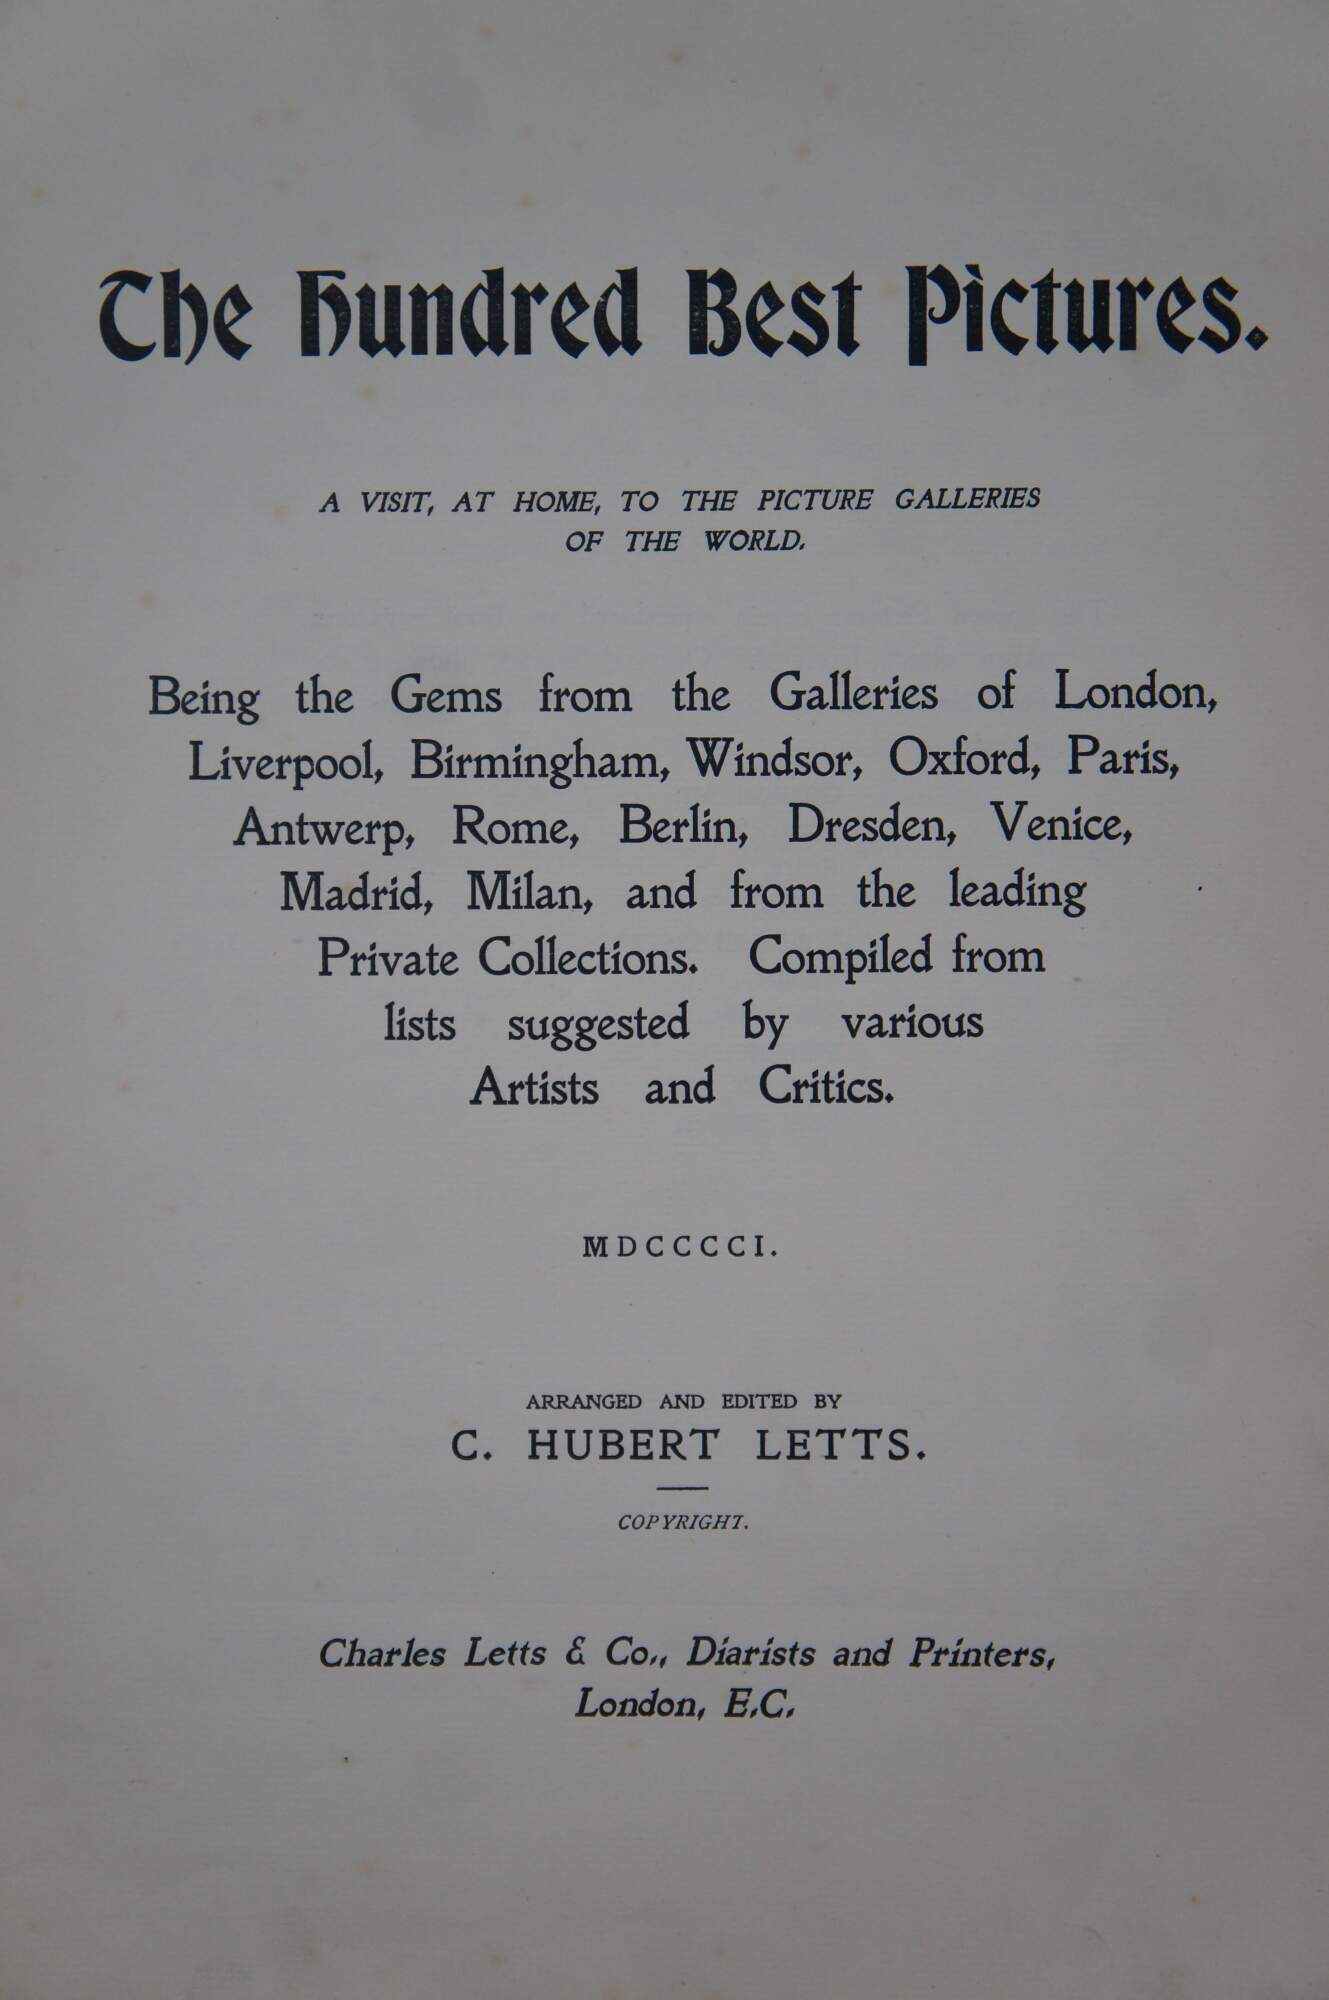 The Hundred Best Pictures.
A VISIT, AT HOME, TO THE PICTURE GALLERIES
OF THE WORLD.
Being the Gems from the Galleries of London,
Liverpool, Birmingham, Windsor, Oxford, Paris,
Antwerp, Rome, Berlin, Dresden, Venice,
Madrid, Milan, and from the leading
Private Collections. Compiled from
lists suggested by various
Artists and Critics.
MDCCCCI.
ARRANGED AND EDITED BY
C. HUBERT LETTS.
COPYRIGHT.
Charles Letts & Co., Diarists and Printers,
London, E.C.